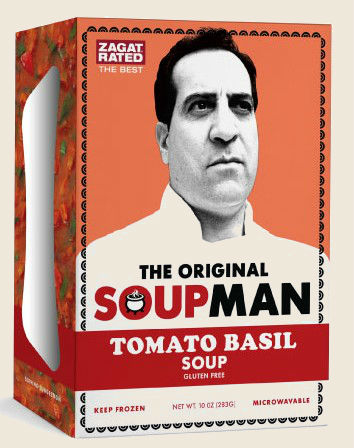 ZAGAT
RATED
THE BEST
THE ORIGINAL
SOUPMAN
TOMATO BASIL
SOUP
GLUTEN FREE
KEEP FROZEN
NET WT. 10 OZ (283G)
MICROWAVABLE